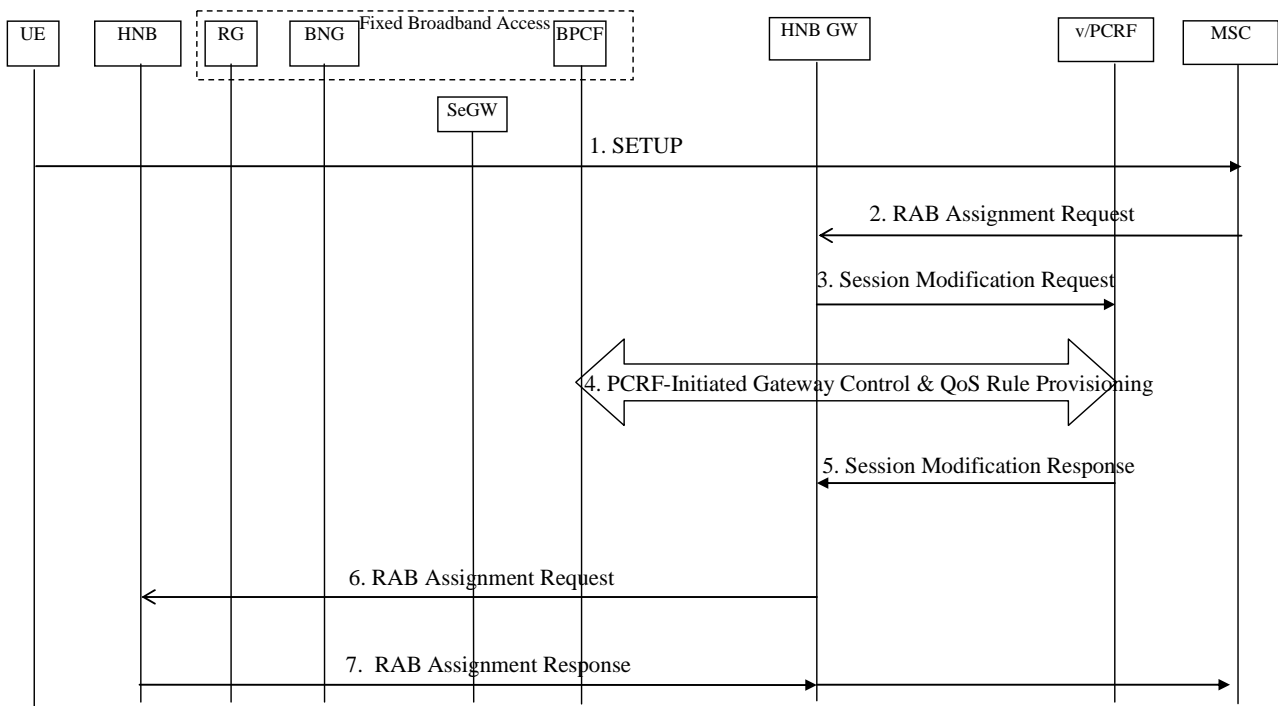 Fixed Broadband Access
UE
HNB
RG
BNG
BPCF
HNB GW
v/PCRF
MSC
SeGW
1. SETUP
2. RAB Assignment Request
3. Session Modification Request
4. PCRF-Initiated Gateway Control & QoS Rule Provisioning
5. Session Modification Response
6. RAB Assignment Request
7. RAB Assignment Response